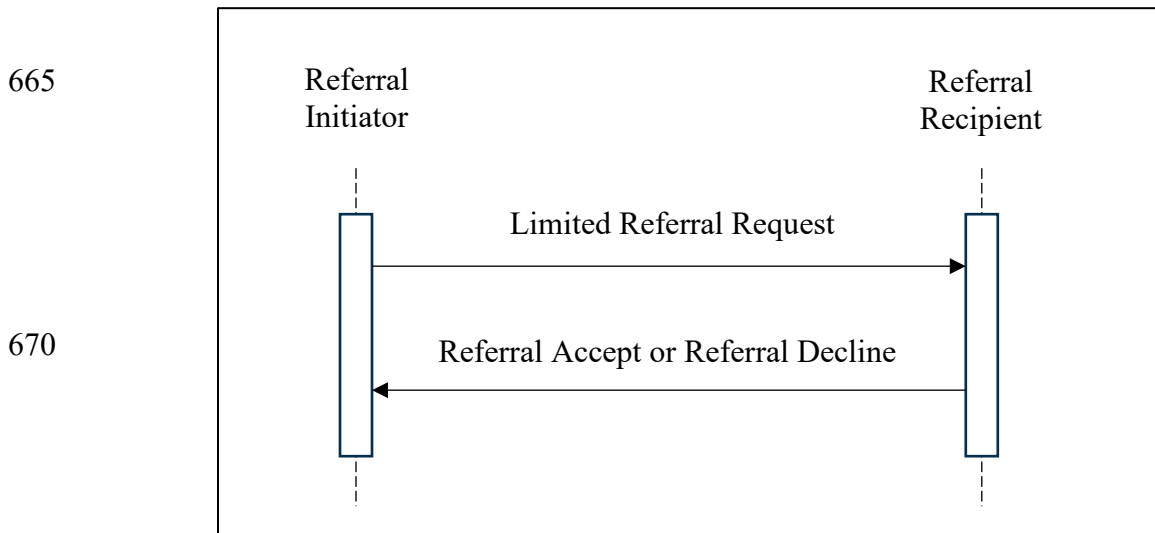 665
Referral
Initiator
Referral
Recipient
Limited Referral Request
670
Referral Accept or Referral Decline